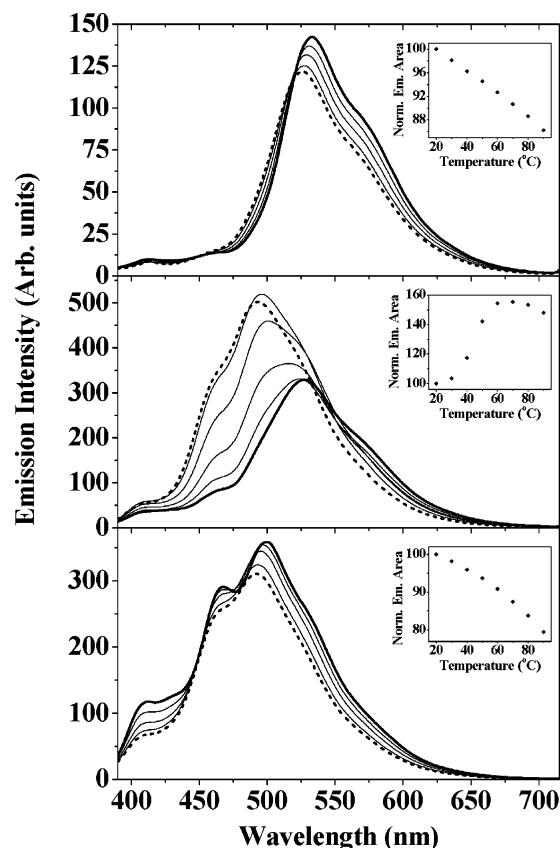 Emission Intensity (Arb. units)
150
125
100
75
50
25
0
Norm. Em. Area
100
96
92
88
20 40 60 80
Temperature (°C)
500
400
300
200
100
0
Norm. Em. Area
160
140
120
100
20 40 60 80
Temperature (°C)
300
200
100
0
Norm. Em. Area
100
90
80
20 40 60 80
Temperature (°C)
400 450 500 550 600 650 700
Wavelength (nm)